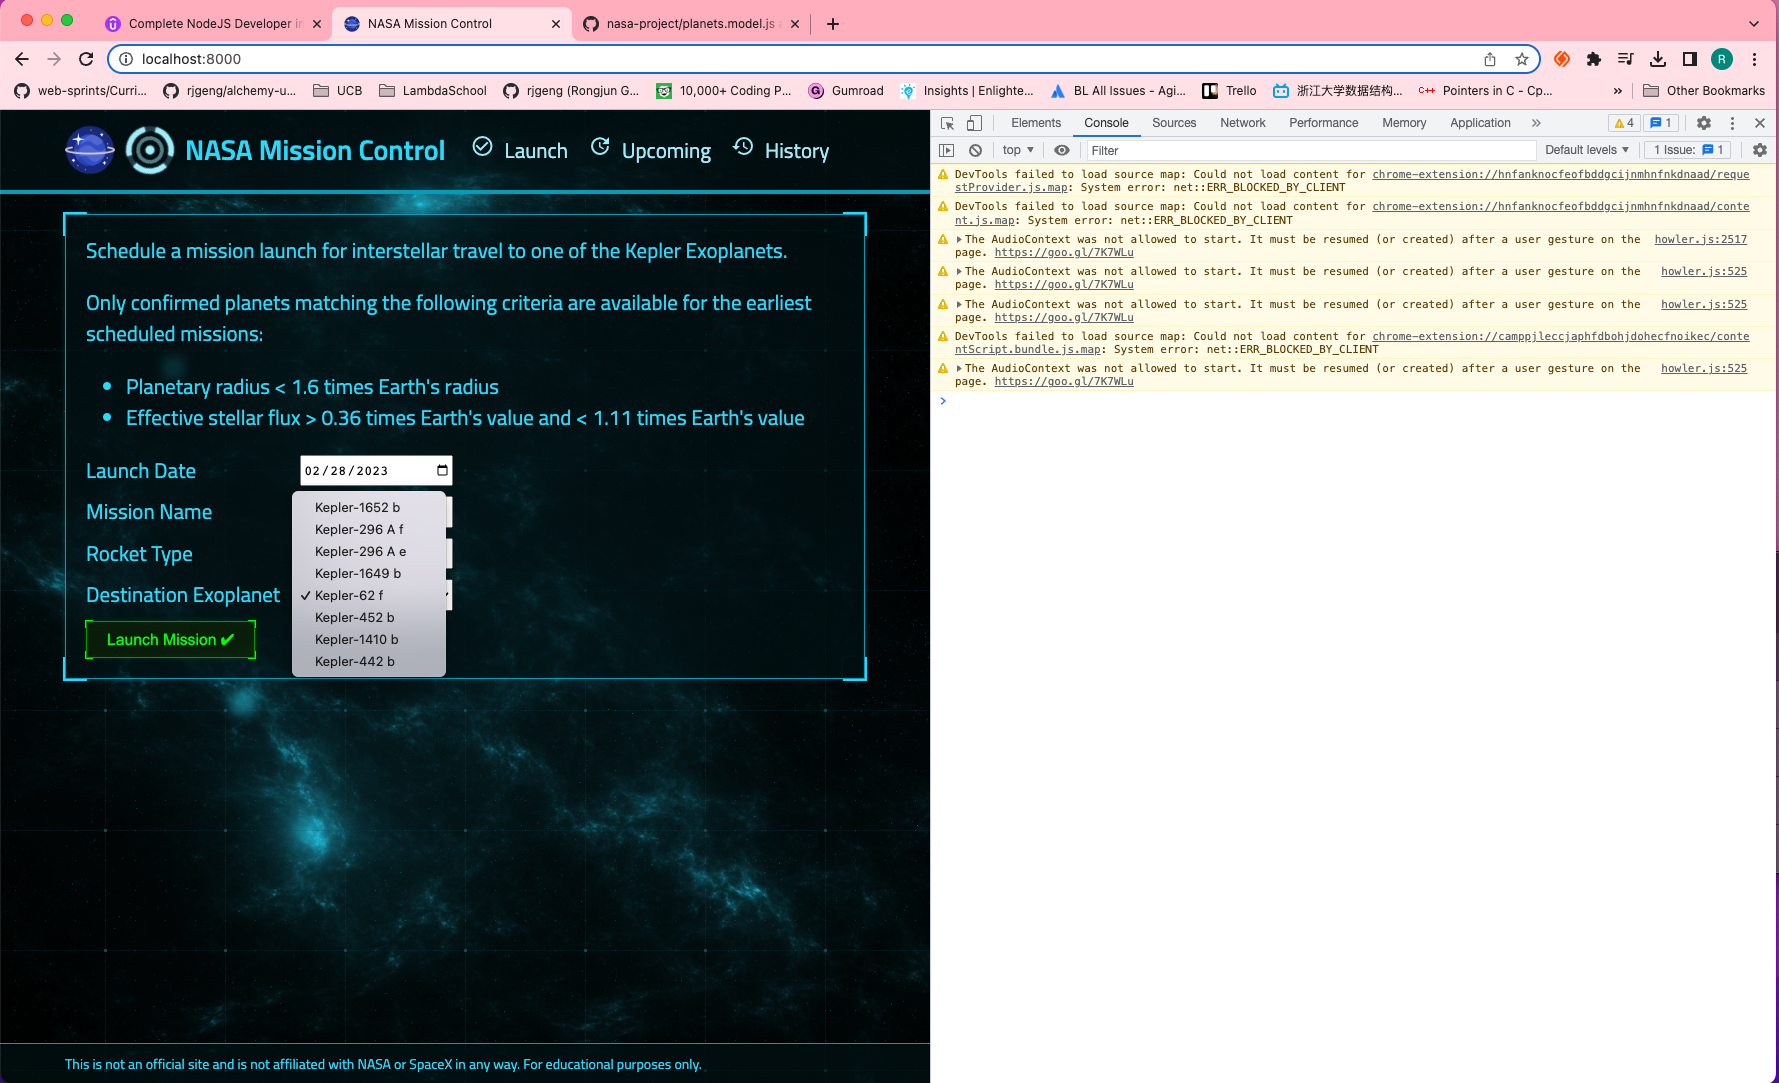 Complete NodeJS Developer in
NASA Mission Control
nasa-project/planets.model.js
localhost:8000
R
web-sprints/Curri...
rjgeng/alchemy-u...
UCB
LambdaSchool
rjgeng (Rongjun G...
10,000+ Coding P...
Gumroad
Insights | Enlighte...
BL All Issues - Agi...
Trello
浙江大学数据结构...
Pointers in C - Cp...
»
Other Bookmarks
NASA Mission Control
Launch
Upcoming
History
Schedule a mission launch for interstellar travel to one of the Kepler Exoplanets.
Only confirmed planets matching the following criteria are available for the earliest
scheduled missions:
Planetary radius < 1.6 times Earth's radius
Effective stellar flux > 0.36 times Earth's value and < 1.11 times Earth's value
Launch Date
02/28/2023
Mission Name
Rocket Type
Destination Exoplanet
Kepler-1652 b
Kepler-296 A f
Kepler-296 A e
Kepler-1649 b
✓ Kepler-62 f
Kepler-452 b
Kepler-1410 b
Kepler-442 b
Launch Mission ✔
This is not an official site and is not affiliated with NASA or SpaceX in any way. For educational purposes only.
Elements
Console
Sources
Network
Performance
Memory
Application
»
4
1
top ▼
Filter
Default levels ▼
1 Issue: 1
DevTools failed to load source map: Could not load content for chrome-extension://hnfanknocfeofbddgcijnmhnfnkdnaad/reque
stProvider.js.map: System error: net::ERR_BLOCKED_BY_CLIENT
DevTools failed to load source map: Could not load content for chrome-extension://hnfanknocfeofbddgcijnmhnfnkdnaad/conte
nt.js.map: System error: net::ERR_BLOCKED_BY_CLIENT
The AudioContext was not allowed to start. It must be resumed (or created) after a user gesture on the howler.js:2517
page. https://goo.gl/7K7WLu
The AudioContext was not allowed to start. It must be resumed (or created) after a user gesture on the howler.js:525
page. https://goo.gl/7K7WLu
The AudioContext was not allowed to start. It must be resumed (or created) after a user gesture on the howler.js:525
page. https://goo.gl/7K7WLu
DevTools failed to load source map: Could not load content for chrome-extension://camppjleccjaphfdbohjdohecfnoikec/conte
ntScript.bundle.js.map: System error: net::ERR_BLOCKED_BY_CLIENT
The AudioContext was not allowed to start. It must be resumed (or created) after a user gesture on the howler.js:525
page. https://goo.gl/7K7WLu